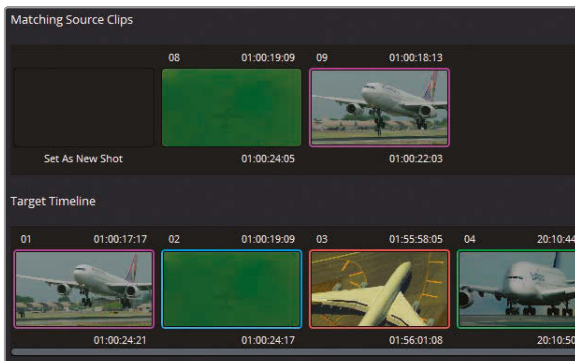 Matching Source Clips
08 01:00:19:09 09 01:00:18:13
Set As New Shot 01:00:24:05 01:00:22:03
Target Timeline
01 01:00:17:17 02 01:00:19:09 03 01:55:58:05 04 20:10:44
01:00:24:21 01:00:24:17 01:56:01:08 20:10:50